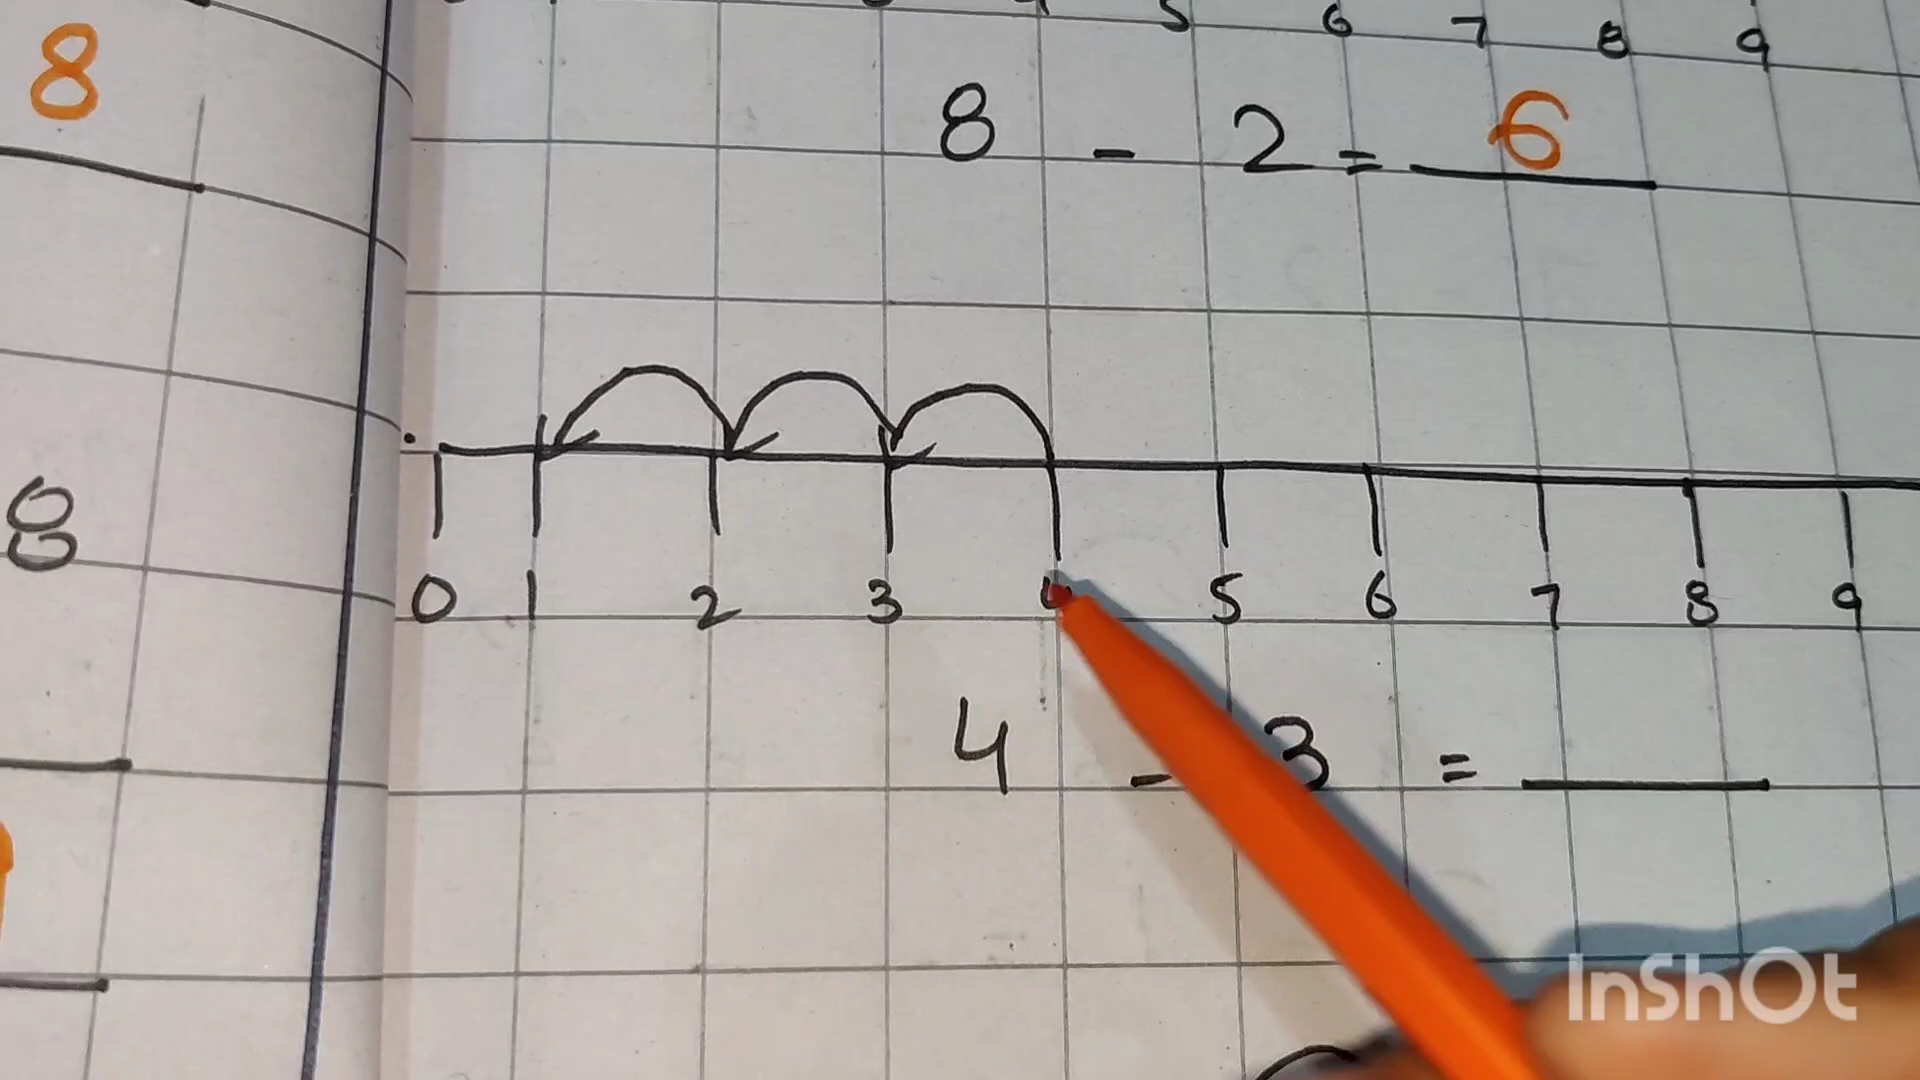 8
5 6 7 8 9
8 - 2 = 6
8
0 1 2 3 4 5 6 7 8 9
4 - 3 =
InShOt